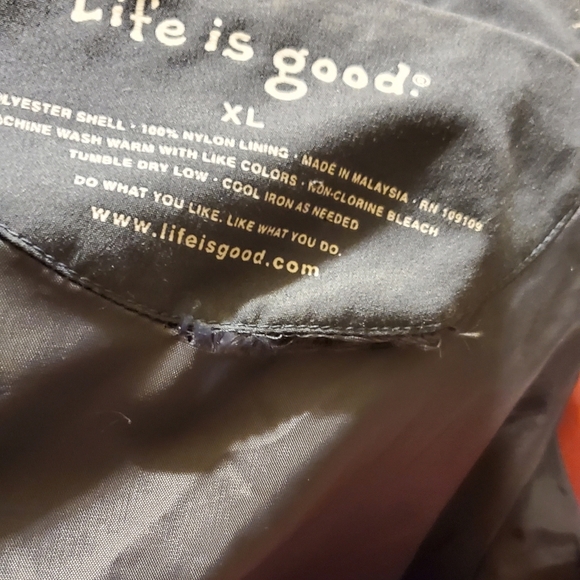 Life is good®
XL
LYESTER SHELL · 100% NYLON LINING · MADE IN MALAYSIA · RN 109109
CHINE WASH WARM WITH LIKE COLORS · NON-CLORINE BLEACH
TUMBLE DRY LOW · COOL IRON AS NEEDED
DO WHAT YOU LIKE. LIKE WHAT YOU DO.
www.lifeisgood.com